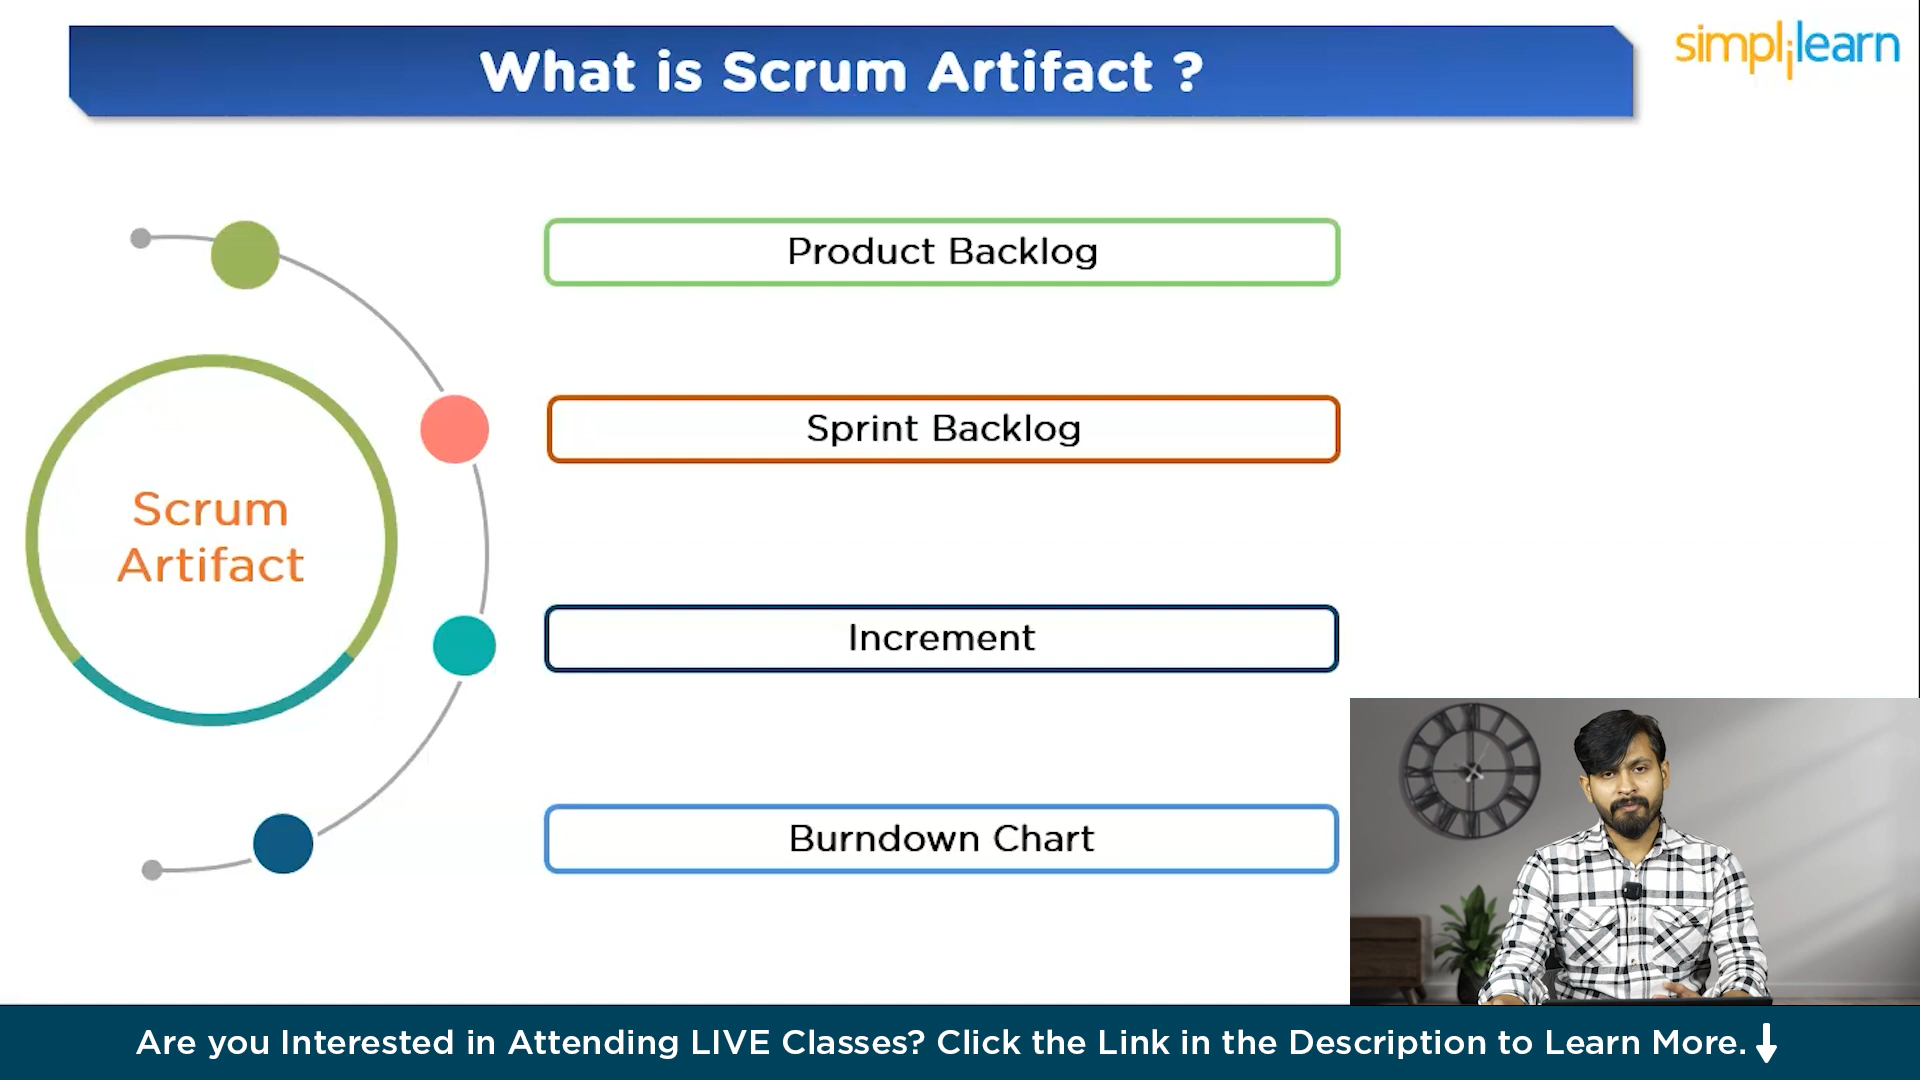 What is Scrum Artifact ?
simplilearn
Product Backlog
Sprint Backlog
Scrum
Artifact
Increment
Burndown Chart
Are you Interested in Attending LIVE Classes? Click the Link in the Description to Learn More.